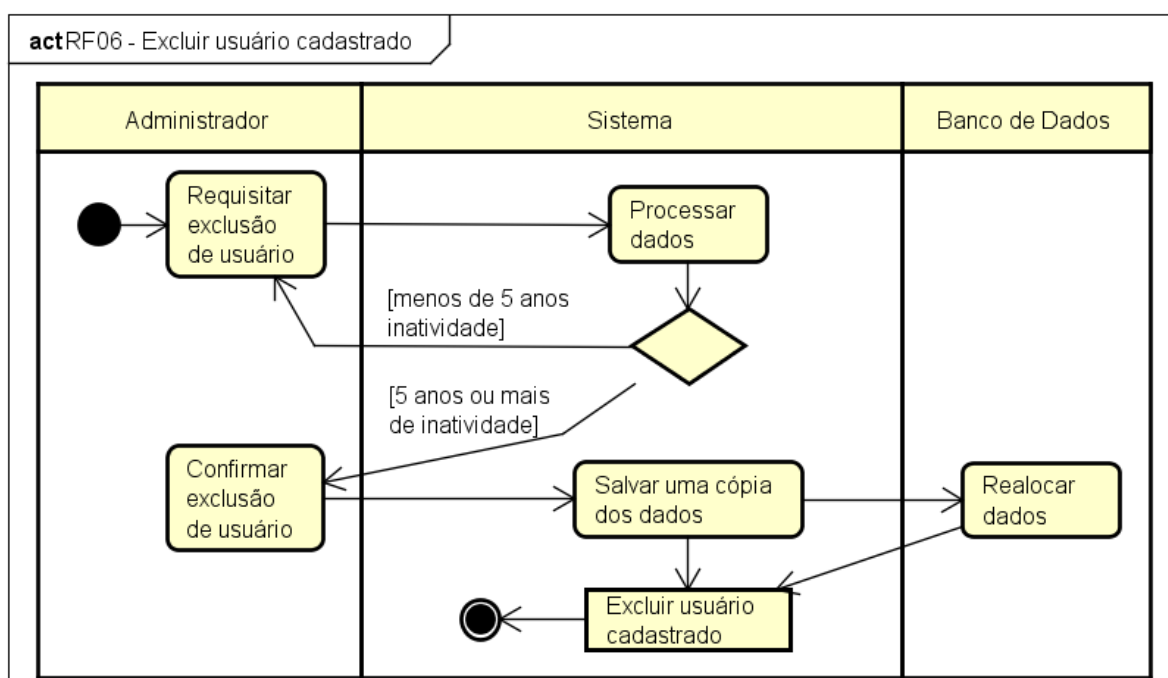 actRF06 - Excluir usuário cadastrado
Administrador
Sistema
Banco de Dados
Requisitar
exclusão
de usuário
Processar
dados
[menos de 5 anos
inatividade]
[5 anos ou mais
de inatividade]
Confirmar
exclusão
de usuário
Salvar uma cópia
dos dados
Realocar
dados
Excluir usuário
cadastrado